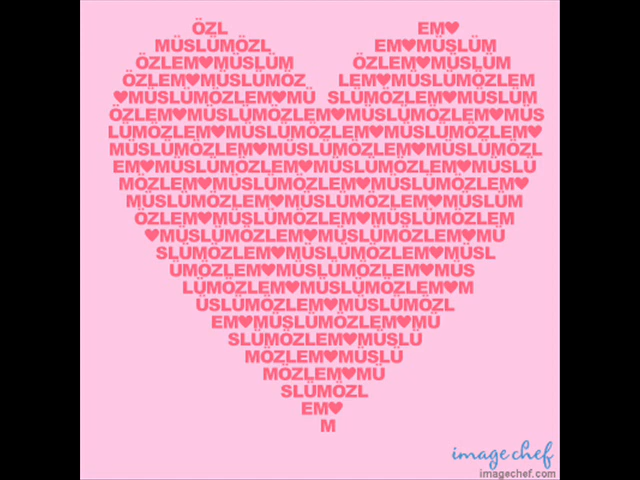 ÖZL EM♥
MÜSLÜMÖZL EM♥MÜSLÜM
ÖZLEM♥MÜSLÜM ÖZLEM♥MÜSLÜM
ÖZLEM♥MÜSLÜMÖZ LEM♥MÜSLÜMÖZLEM
♥MÜSLÜMÖZLEM♥MÜ SLÜMÖZLEM♥MÜSLÜM
ÖZLEM♥MÜSLÜMÖZLEM♥MÜSLÜMÖZLEM♥MÜS
LÜMÖZLEM♥MÜSLÜMÖZLEM♥MÜSLÜMÖZLEM♥
MÜSLÜMÖZLEM♥MÜSLÜMÖZLEM♥MÜSLÜMÖZL
EM♥MÜSLÜMÖZLEM♥MÜSLÜMÖZLEM♥MÜSLÜ
MÖZLEM♥MÜSLÜMÖZLEM♥MÜSLÜMÖZLEM♥
MÜSLÜMÖZLEM♥MÜSLÜMÖZLEM♥MÜSLÜM
ÖZLEM♥MÜSLÜMÖZLEM♥MÜSLÜMÖZLEM
♥MÜSLÜMÖZLEM♥MÜSLÜMÖZLEM♥MÜ
SLÜMÖZLEM♥MÜSLÜMÖZLEM♥MÜSL
ÜMÖZLEM♥MÜSLÜMÖZLEM♥MÜS
LÜMÖZLEM♥MÜSLÜMÖZLEM♥M
ÜSLÜMÖZLEM♥MÜSLÜMÖZL
EM♥MÜSLÜMÖZLEM♥MÜ
SLÜMÖZLEM♥MÜSLÜ
MÖZLEM♥MÜSLÜ
MÖZLEM♥MÜ
SLÜMÖZL
EM♥
M
image chef
imagechef.com